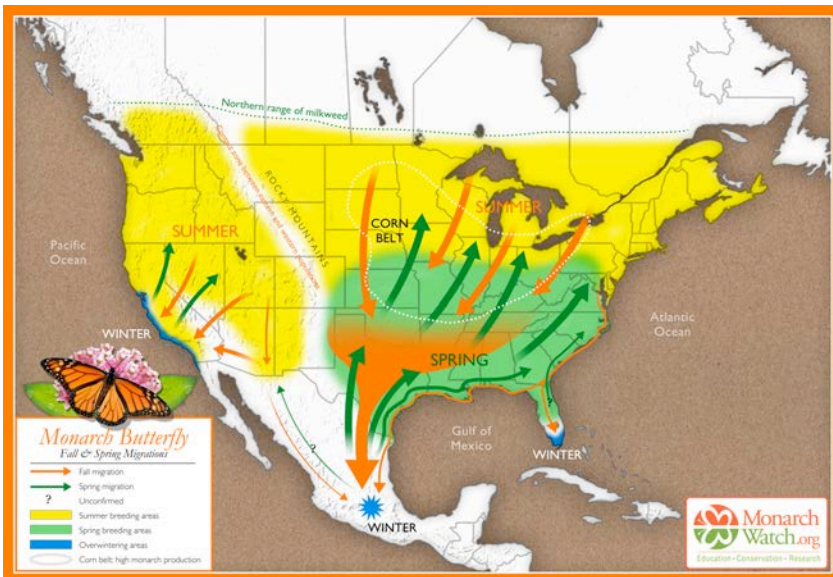 Northern range of milkweed
ROCKY MOUNTAINS
SUMMER
SUMMER
CORN
BELT
Pacific
Ocean
Atlantic
Ocean
WINTER
SPRING
Gulf of
Mexico
?
?
WINTER
WINTER
Monarch Butterfly
Fall & Spring Migrations
Fall migration
Spring migration
? Unconfirmed
Summer breeding areas
Spring breeding areas
Overwintering areas
Corn belt: high monarch production
Monarch
Watch.org
Education • Conservation • Research